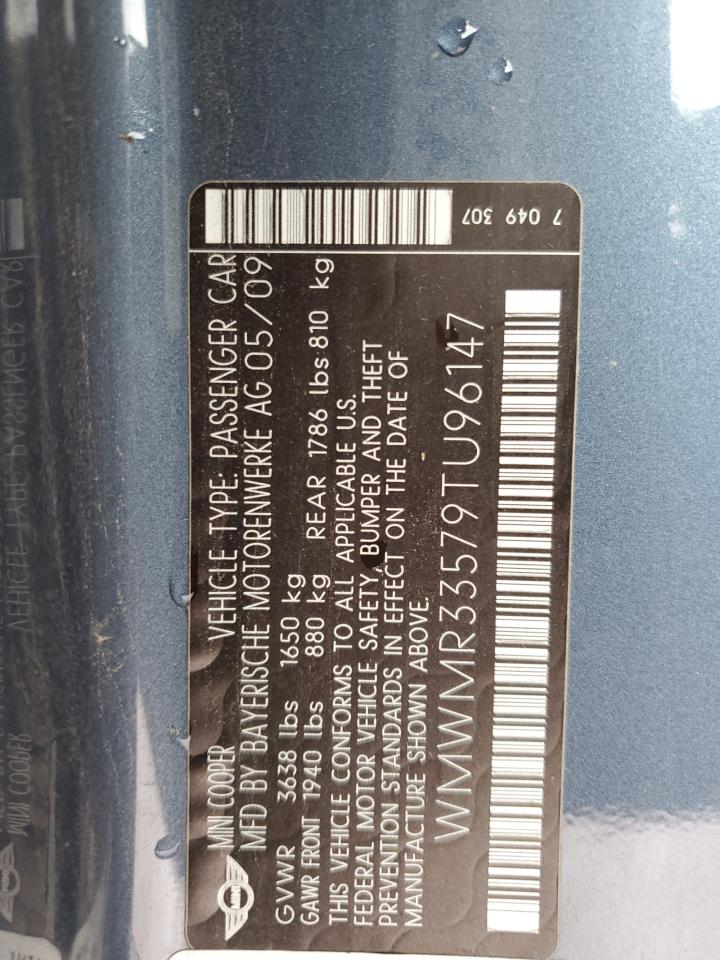 MINI COOPER VEHICLE TYPE: PASSENGER CAR
MFD BY BAYERISCHE MOTORENWERKE AG 05/09
GVWR 3638 lbs 1650 kg
GAWR FRONT 1940 lbs 880 kg REAR 1786 lbs 810 kg
THIS VEHICLE CONFORMS TO ALL APPLICABLE U.S.
FEDERAL MOTOR VEHICLE SAFETY, BUMPER AND THEFT
PREVENTION STANDARDS IN EFFECT ON THE DATE OF
MANUFACTURE SHOWN ABOVE.
WMWMR33579TU96147
7 049 307